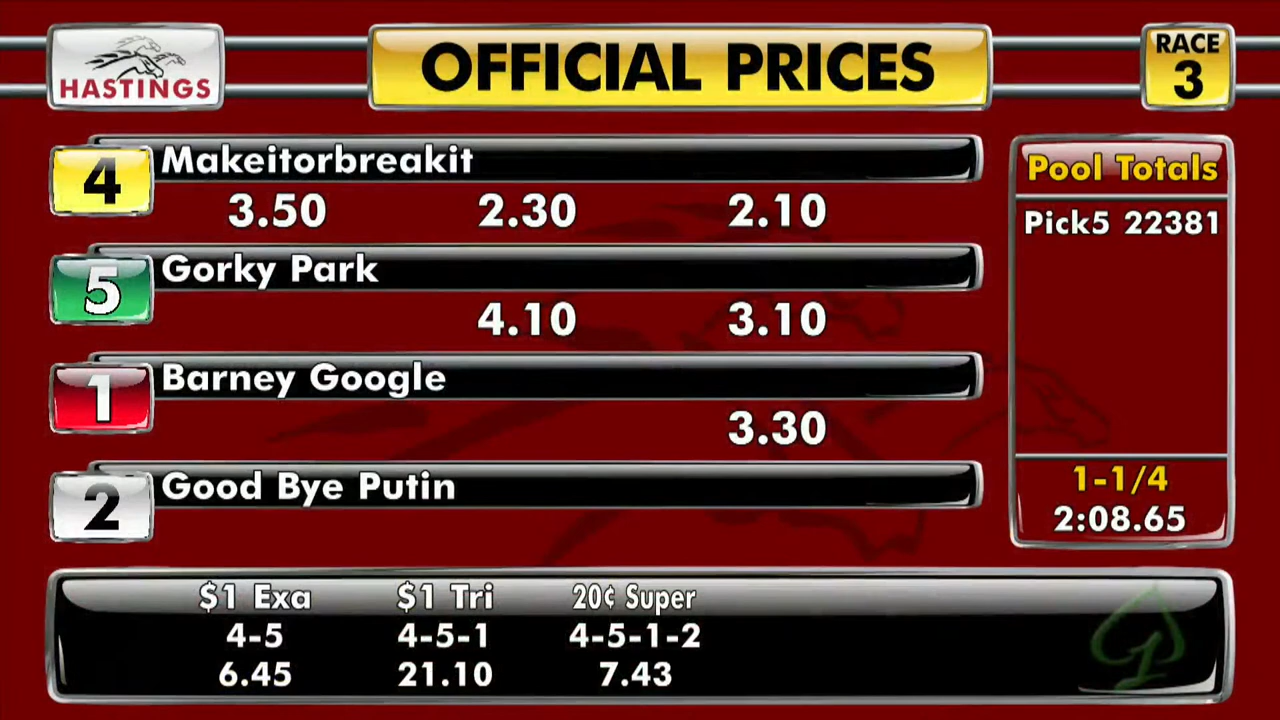 HASTINGS
OFFICIAL PRICES
RACE
3
4 Makeitorbreakit
3.50 2.30 2.10
5 Gorky Park
4.10 3.10
1 Barney Google
3.30
2 Good Bye Putin
Pool Totals
Pick5 22381
1-1/4
2:08.65
$1 Exa $1 Tri 20¢ Super
4-5 4-5-1 4-5-1-2
6.45 21.10 7.43